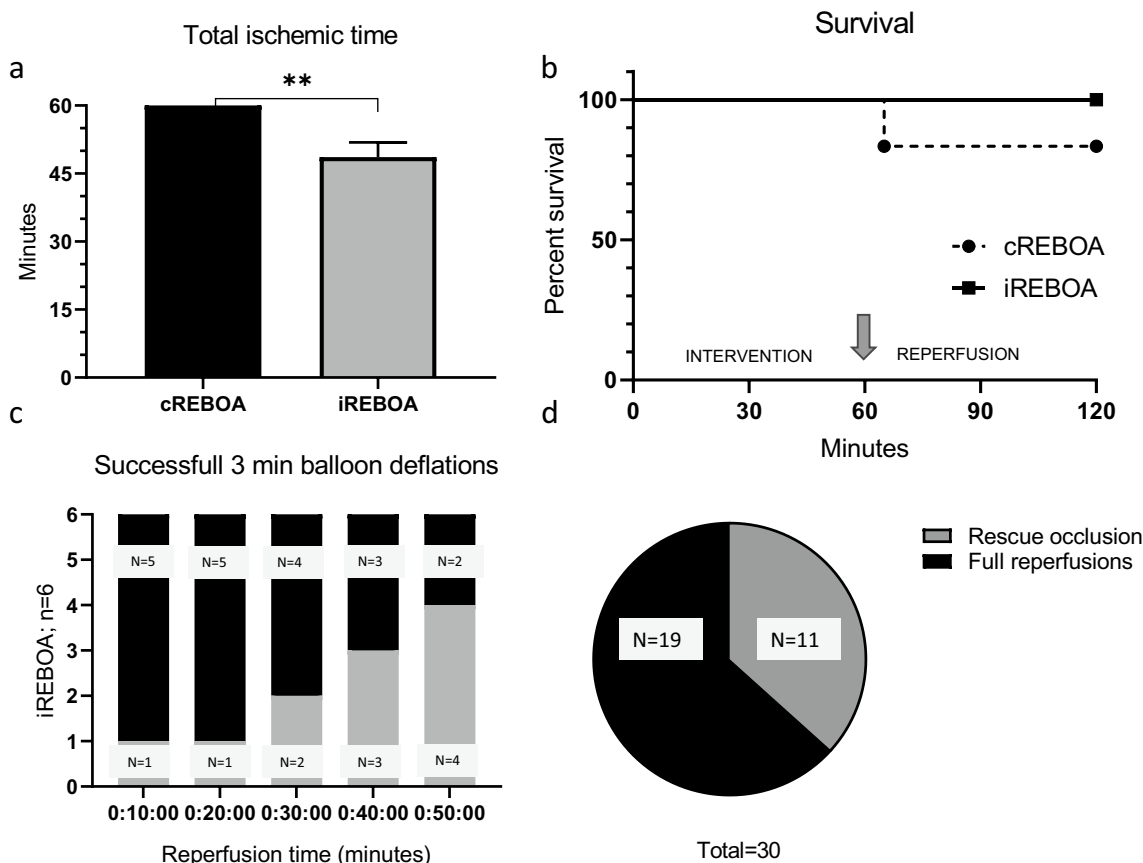 Total ischemic time
a
**
60
45
30
15
0
Minutes
cREBOA
iREBOA
Survival
b
100
50
0
Percent survival
cREBOA
iREBOA
INTERVENTION
REPERFUSION
0 30 60 90 120
Minutes
c
Successfull 3 min balloon deflations
6
5
4
3
2
1
0
iREBOA; n=6
N=5 N=5 N=4 N=3 N=2
N=1 N=1 N=2 N=3 N=4
0:10:00 0:20:00 0:30:00 0:40:00 0:50:00
Reperfusion time (minutes)
d
Rescue occlusion
Full reperfusions
N=19
N=11
Total=30